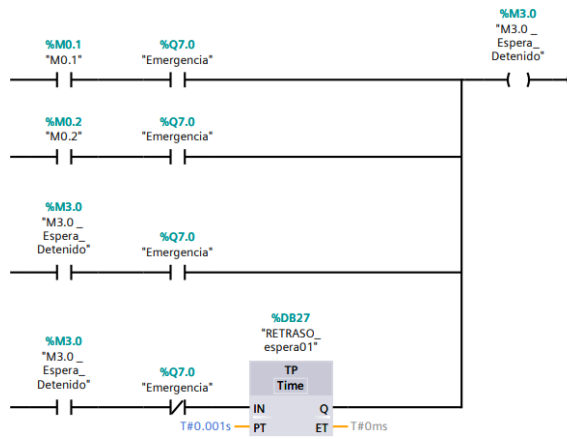 %M3.0
"M3.0 _
Espera_
Detenido"
%M0.1
"M0.1"
%Q7.0
"Emergencia"
%M0.2
"M0.2"
%Q7.0
"Emergencia"
%M3.0
"M3.0 _
Espera_
Detenido"
%Q7.0
"Emergencia"
%DB27
"RETRASO_
espera01"
%M3.0
"M3.0 _
Espera_
Detenido"
%Q7.0
"Emergencia"
TP
Time
IN Q
T#0.001s PT ET T#0ms